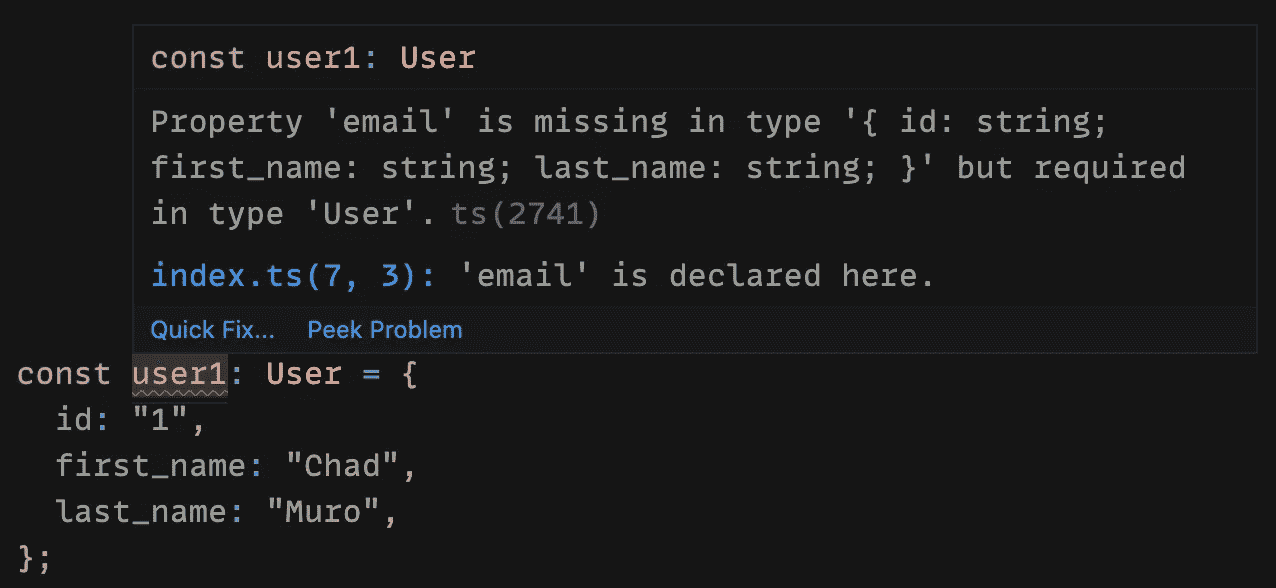 const user1: User
Property 'email' is missing in type '{ id: string;
first_name: string; last_name: string; }' but required
in type 'User'. ts(2741)
index.ts(7, 3): 'email' is declared here.
Quick Fix... Peek Problem
const user1: User = {
  id: "1",
  first_name: "Chad",
  last_name: "Muro",
};